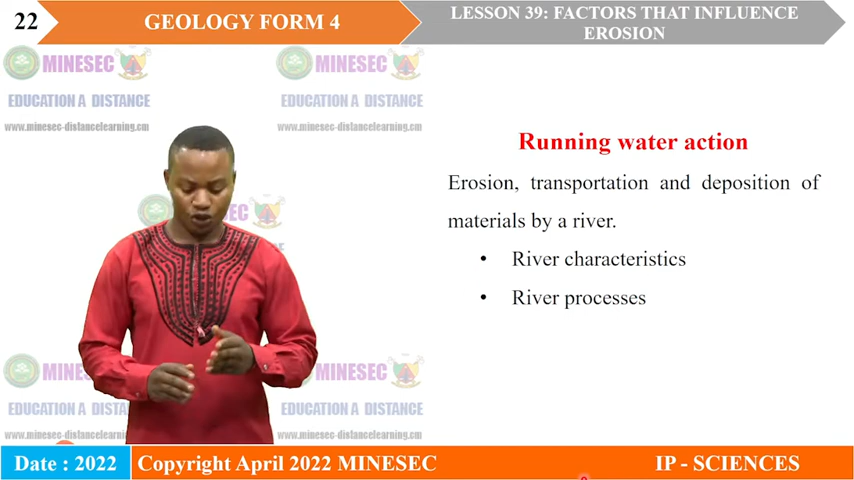 22
GEOLOGY FORM 4
LESSON 39: FACTORS THAT INFLUENCE
EROSION
MINESEC
MINESEC
EDUCATION A DISTANCE
EDUCATION A DISTANCE
www.minesec-distancelearning.cm
www.minesec-distancelearning.cm
Running water action
Erosion, transportation and deposition of
materials by a river.
• River characteristics
• River processes
MINESEC
EDUCATION A DISTANCE
www.minesec-distancelearning.cm
Date : 2022
Copyright April 2022 MINESEC
IP - SCIENCES